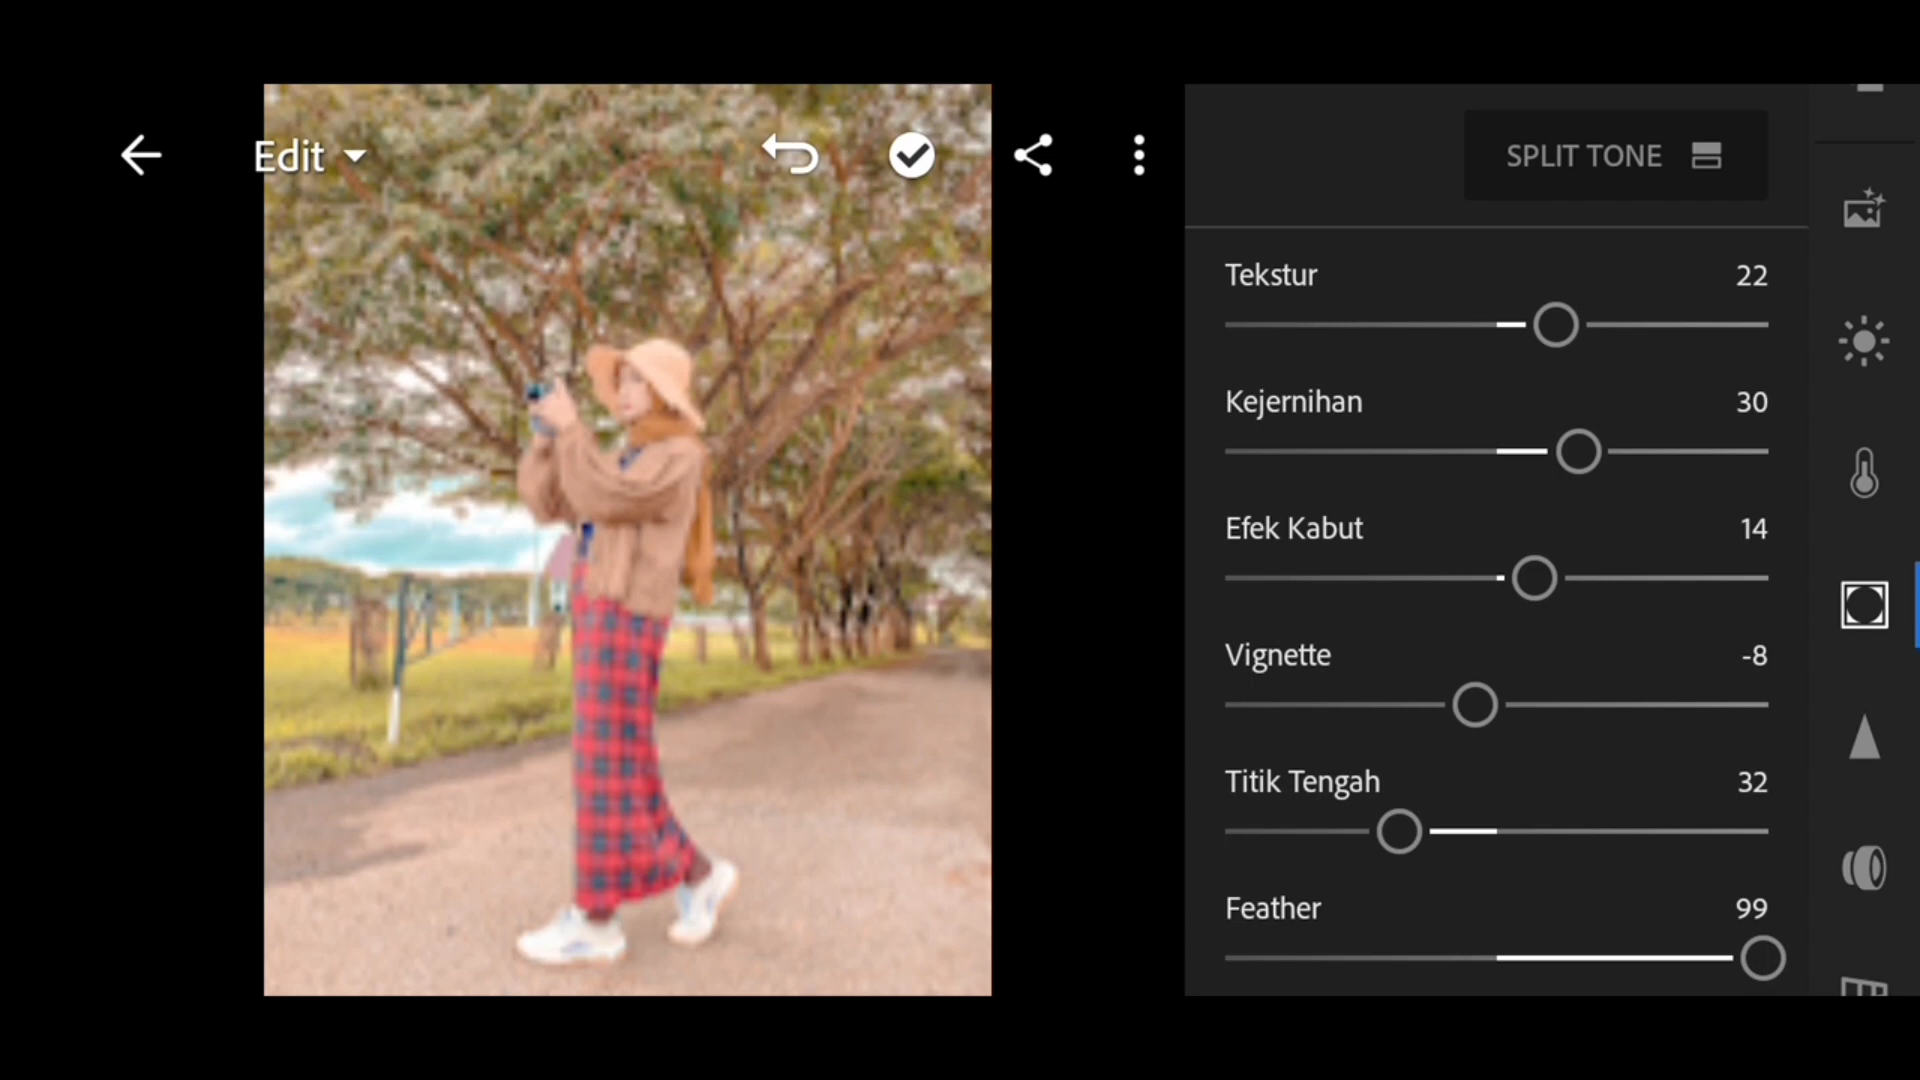 Edit
SPLIT TONE
Tekstur 22
Kejernihan 30
Efek Kabut 14
Vignette -8
Titik Tengah 32
Feather 99